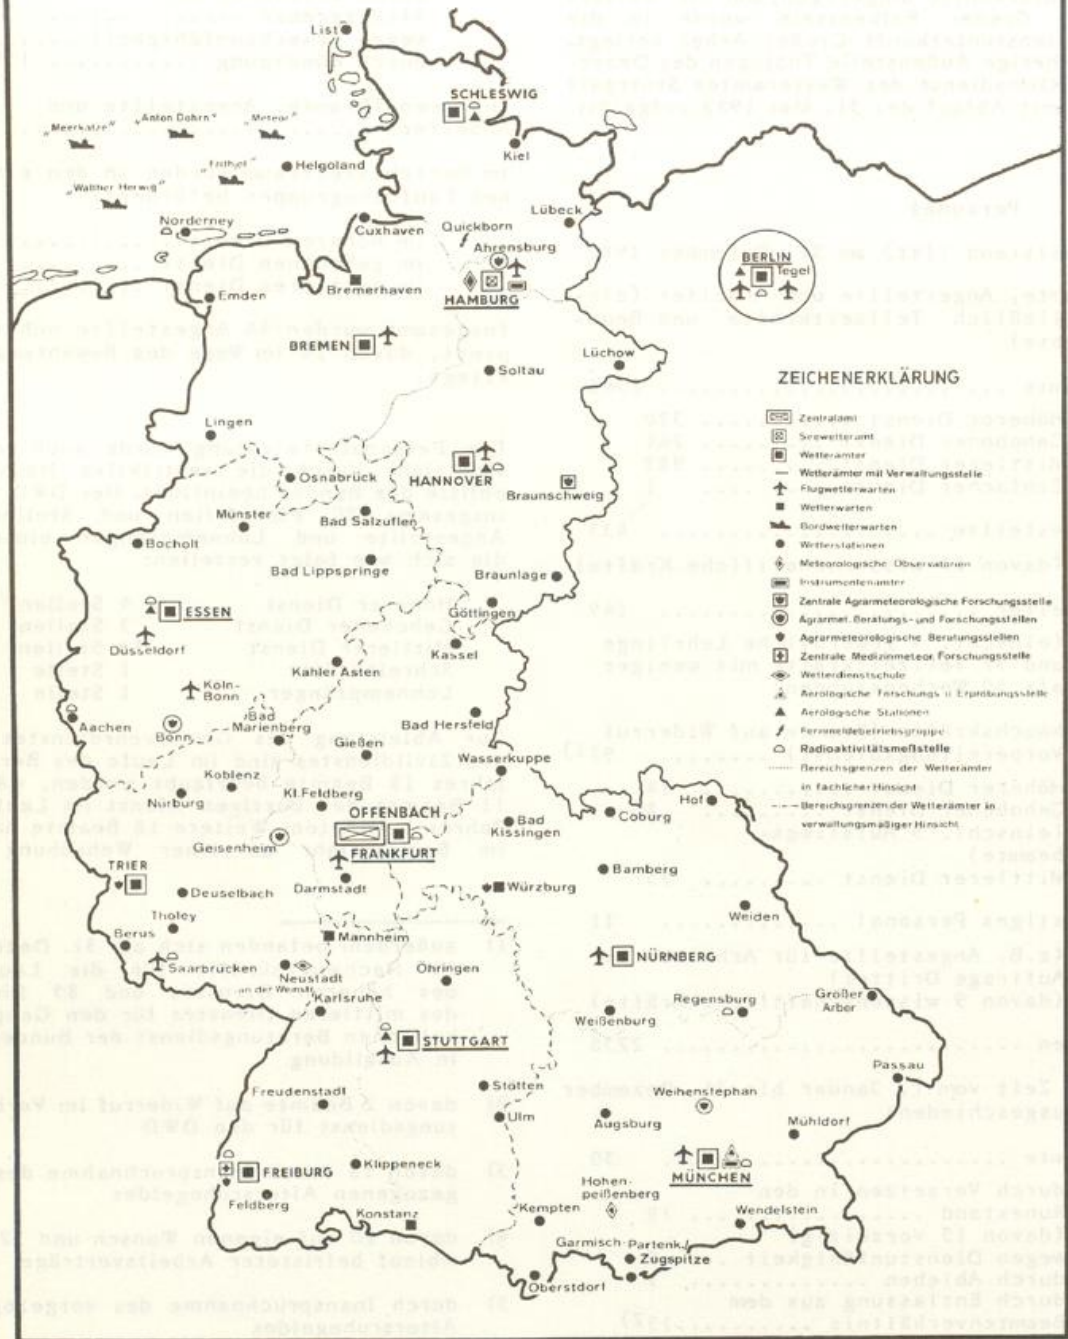 List
SCHLESWIG
"Meerkatze"
"Anton Dohrn"
"Meteor"
Kiel
Helgoland
"Frithjof"
"Walther Herwig"
Lübeck
Norderney
Cuxhaven
Quickborn
Ahrensburg
BERLIN
Tegel
Emden
Bremerhaven
HAMBURG
BREMEN
Lüchow
Soltau
ZEICHENERKLÄRUNG
Zentralamt
Seewetteramt
Wetterämter
Wetterämter mit Verwaltungsstelle
Flugwetterwarten
Wetterwarten
Bordwetterwarten
Wetterstationen
Meteorologische Observatorien
Instrumentenämter
Zentrale Agrarmeteorologische Forschungsstelle
Agrarmet. Beratungs- und Forschungsstellen
Agrarmeteorologische Beratungsstellen
Zentrale Medizinmeteor. Forschungsstelle
Wetterdienstschule
Aerologische Forschungs u Erprobungsstelle
Aerologische Stationen
Fernmeldebetriebsgruppe
Radioaktivitätsmeßstelle
Bereichsgrenzen der Wetterämter
in fachlicher Hinsicht
Bereichsgrenzen der Wetterämter in
verwaltungsmäßiger Hinsicht
Lingen
Osnabrück
HANNOVER
Braunschweig
Münster
Bad Salzuflen
Bocholt
Bad Lippspringe
Braunlage
ESSEN
Göttingen
Düsseldorf
Kassel
Kahler Asten
Köln-
Bonn
Aachen
Bonn
Bad
Marienberg
Bad Hersfeld
Gießen
Wasserkuppe
Koblenz
Nürburg
Kl.Feldberg
Hof
Coburg
OFFENBACH
Bad
Kissingen
Geisenheim
FRANKFURT
TRIER
Bamberg
Deuselbach
Darmstadt
Würzburg
Tholey
Weiden
Berus
Mannheim
NÜRNBERG
Saarbrücken
Neustadt
an der Weinstr.
Öhringen
Karlsruhe
Regensburg
Großer
Arber
Weißenburg
STUTTGART
Passau
Freudenstadt
Stötten
Weihenstephan
Ulm
Augsburg
Mühldorf
FREIBURG
Klippeneck
MÜNCHEN
Feldberg
Hohen-
peißenberg
Konstanz
Kempten
Wendelstein
Garmisch-Partenk.
Zugspitze
Oberstdorf